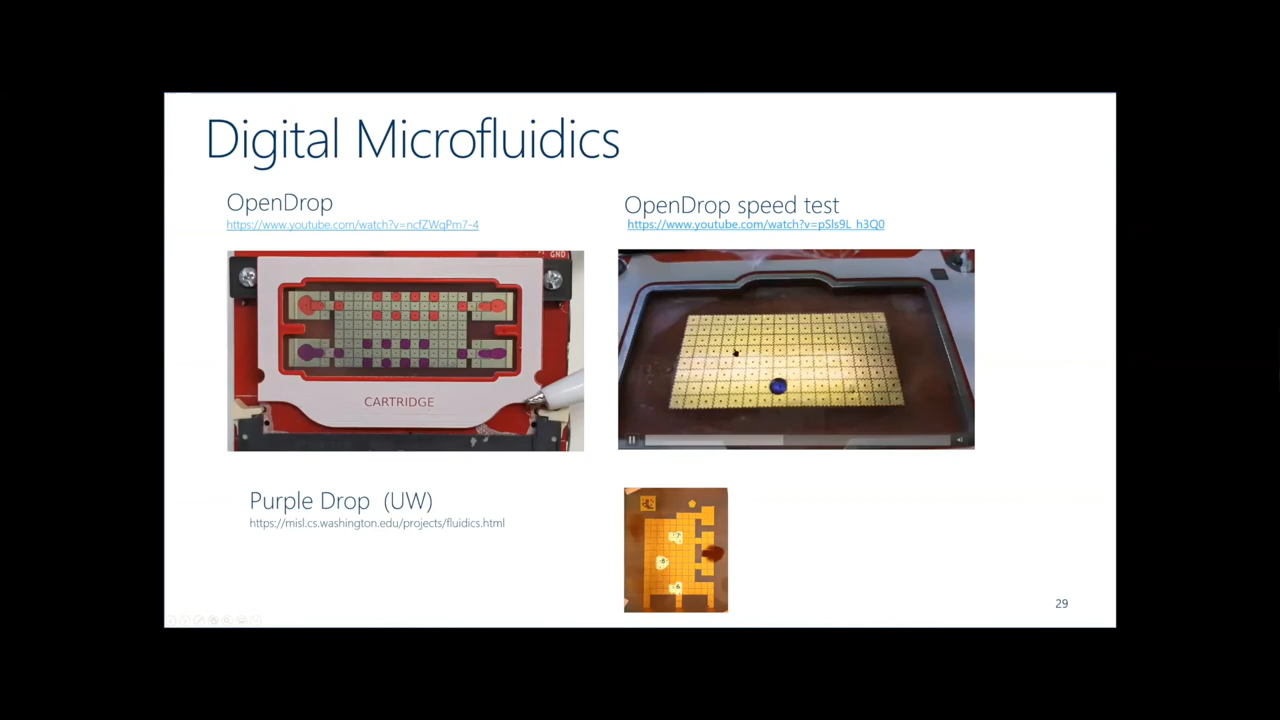 Digital Microfluidics
OpenDrop
https://www.youtube.com/watch?v=ncfZWqPm7-4
OpenDrop speed test
https://www.youtube.com/watch?v=pSls9L_h3Q0
GND
CARTRIDGE
Purple Drop (UW)
https://misl.cs.washington.edu/projects/fluidics.html
29